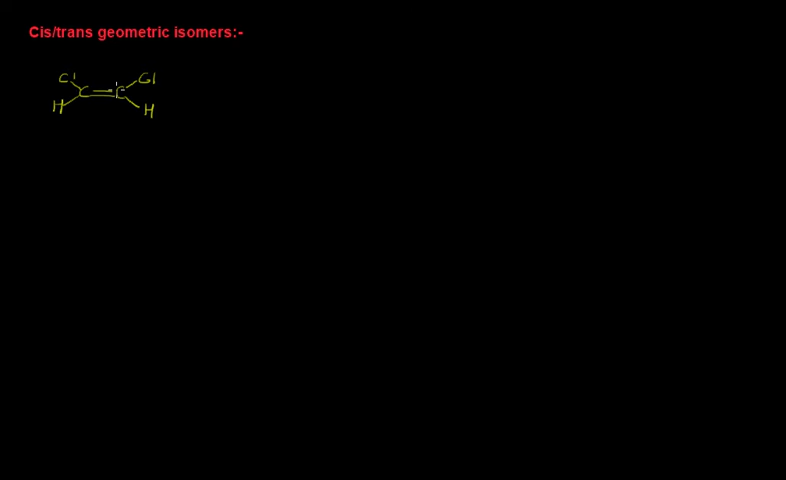 Cis/trans geometric isomers:-
Cl Cl
C = C
H H